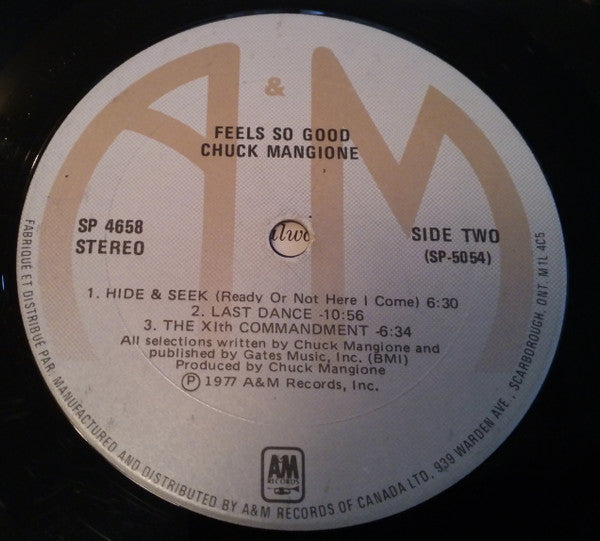 A & M
FEELS SO GOOD
CHUCK MANGIONE
SP 4658
STEREO
SIDE TWO
(SP-5054)
1. HIDE & SEEK (Ready Or Not Here I Come) 6:30
2. LAST DANCE -10:56
3. THE XIth COMMANDMENT -6:34
All selections written by Chuck Mangione and
published by Gates Music, Inc. (BMI)
Produced by Chuck Mangione
Ⓟ 1977 A&M Records, Inc.
A&M
RECORDS
FABRIQUÉ ET DISTRIBUÉ PAR: MANUFACTURED AND DISTRIBUTED BY A&M RECORDS OF CANADA LTD. 939 WARDEN AVE., SCARBOROUGH, ONT. M1L 4C5